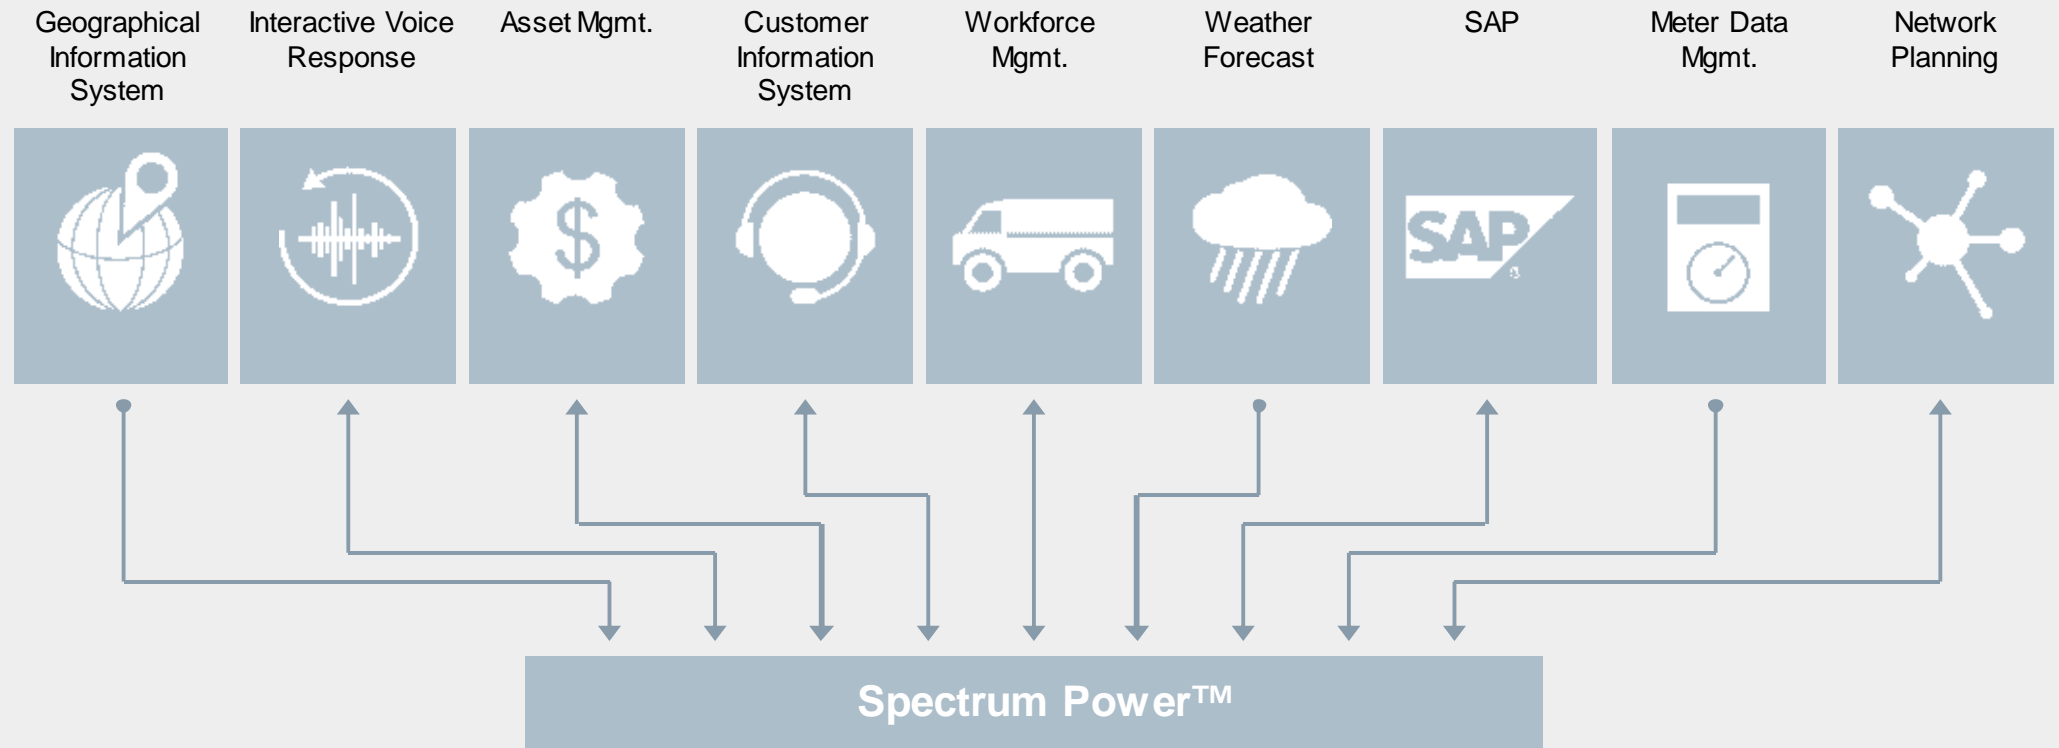 Geographical
Information
System
Interactive Voice
Response
Asset Mgmt.
Customer
Information
System
Workforce
Mgmt.
Weather
Forecast
SAP
Meter Data
Mgmt.
Network
Planning
$
SAP
Spectrum Power™